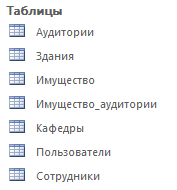 Таблицы
Аудитории
Здания
Имущество
Имущество_аудитории
Кафедры
Пользователи
Сотрудники